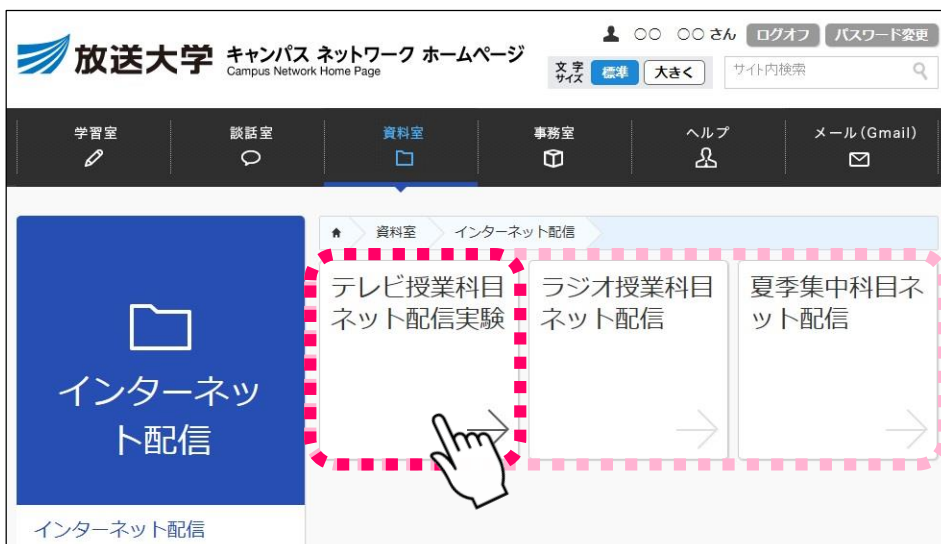 ○○ ○○さん ログオフ パスワード変更
放送大学 キャンパス ネットワーク ホームページ
Campus Network Home Page
文字サイズ 標準 大きく サイト内検索
学習室 談話室 資料室 事務室 ヘルプ メール(Gmail)
資料室 インターネット配信
テレビ授業科目
ネット配信実験
ラジオ授業科目
ネット配信
夏季集中科目ネ
ット配信
インターネッ
ト配信
インターネット配信